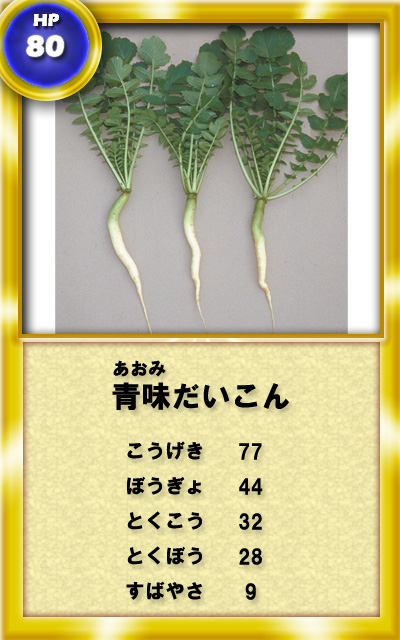 HP
80
あおみ
青味だいこん
こうげき 77
ぼうぎょ 44
とくこう 32
とくぼう 28
すばやさ 9